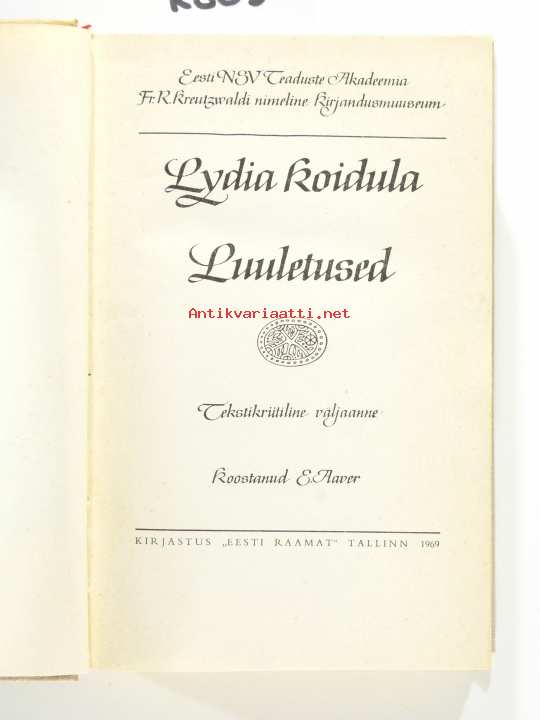 Eesti NSV Teaduste Akadeemia
Fr. R. Kreutzwaldi nimeline Kirjandusmuuseum
Lydia Koidula
Luuletused
Antikvariaatti.net
Tekstikriitiline väljaanne
Koostanud E. Aaver
KIRJASTUS „EESTI RAAMAT“ TALLINN 1969